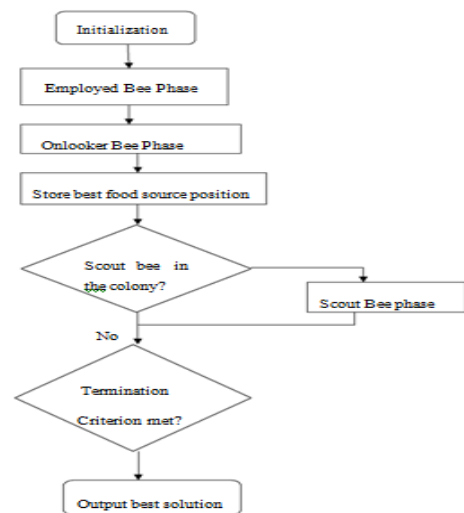 Initialization
Employed Bee Phase
Onlooker Bee Phase
Store best food source position
Scout bee in
the colony?
Scout Bee phase
No
Termination
Criterion met?
Output best solution